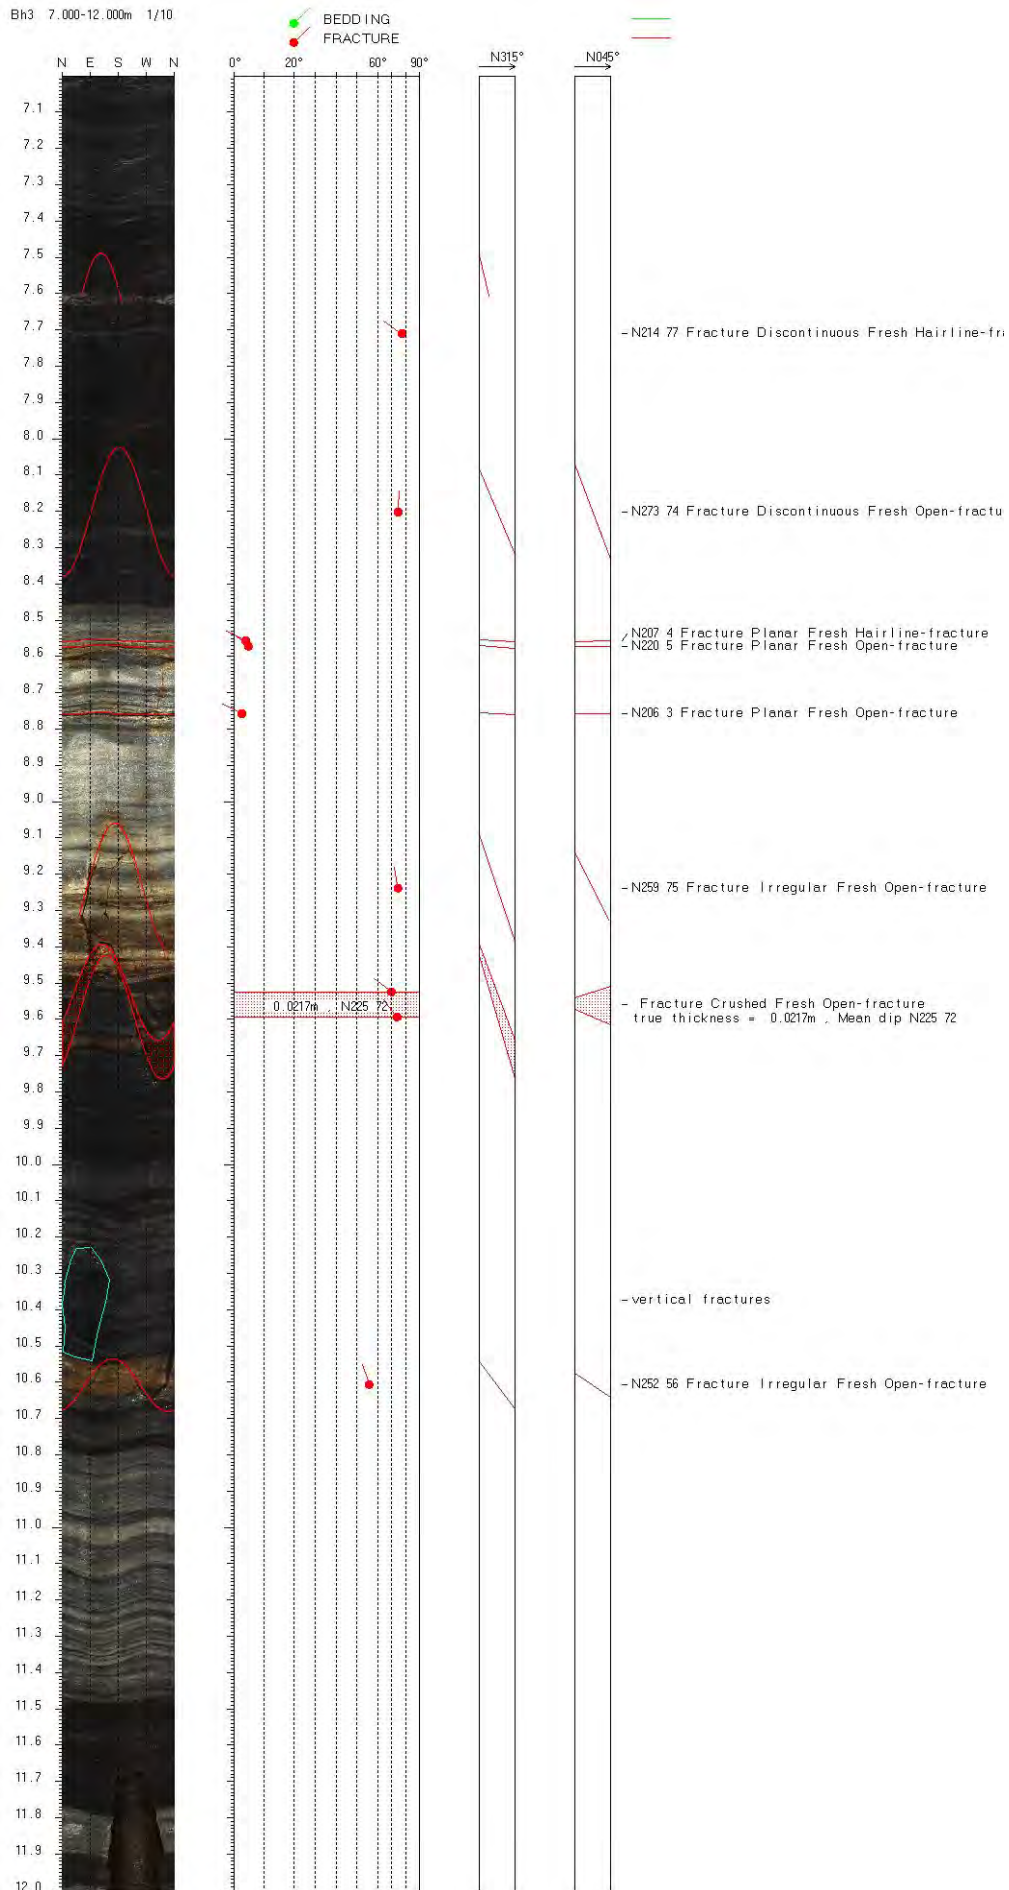 Bh3 7.000-12.000m 1/10
BEDDING
FRACTURE
N E S W N
0° 20° 60° 90°
N315°
N045°
7.1
7.2
7.3
7.4
7.5
7.6
7.7
- N214 77 Fracture Discontinuous Fresh Hairline-fr
7.8
7.9
8.0
8.1
8.2
- N273 74 Fracture Discontinuous Fresh Open-fractu
8.3
8.4
8.5
N207 4 Fracture Planar Fresh Hairline-fracture
8.6
- N220 5 Fracture Planar Fresh Open-fracture
8.7
- N206 3 Fracture Planar Fresh Open-fracture
8.8
8.9
9.0
9.1
9.2
- N259 75 Fracture Irregular Fresh Open-fracture
9.3
9.4
9.5
0.0217m , N225 72
- Fracture Crushed Fresh Open-fracture
9.6
true thickness = 0.0217m , Mean dip N225 72
9.7
9.8
9.9
10.0
10.1
10.2
10.3
- vertical fractures
10.4
10.5
10.6
- N252 56 Fracture Irregular Fresh Open-fracture
10.7
10.8
10.9
11.0
11.1
11.2
11.3
11.4
11.5
11.6
11.7
11.8
11.9
12.0